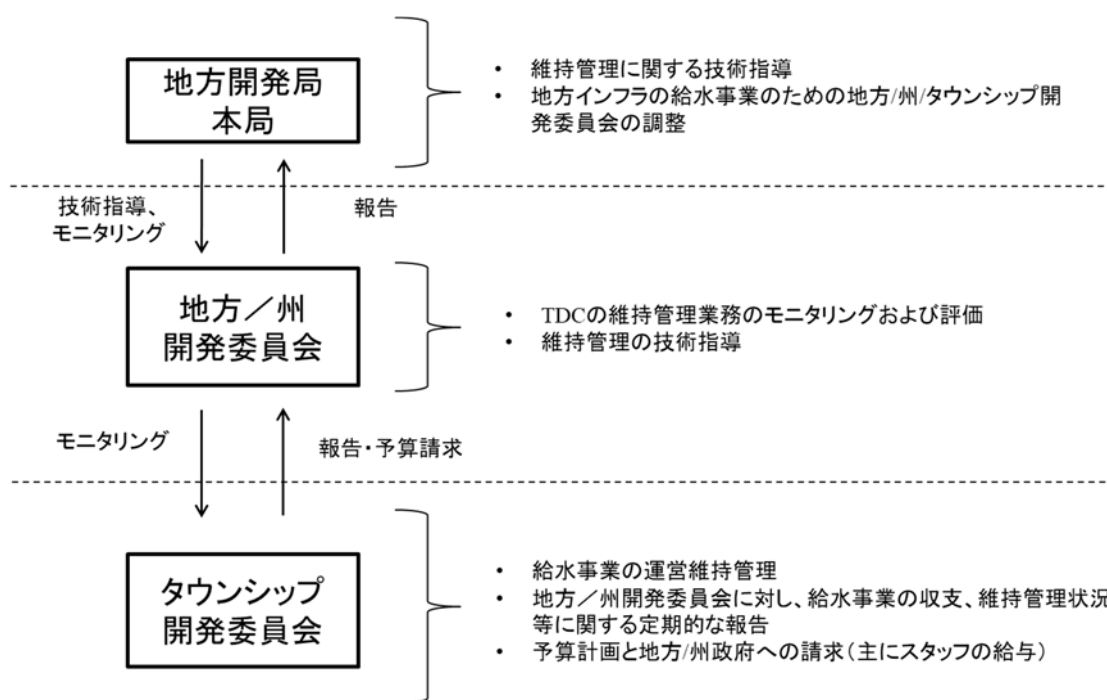 地方開発局
本局
• 維持管理に関する技術指導
• 地方インフラの給水事業のための地方/州/タウンシップ開
発委員会の調整
技術指導、
モニタリング
報告
地方／州
開発委員会
• TDCの維持管理業務のモニタリングおよび評価
• 維持管理の技術指導
モニタリング
報告・予算請求
タウンシップ
開発委員会
• 給水事業の運営維持管理
• 地方／州開発委員会に対し、給水事業の収支、維持管理状況
等に関する定期的な報告
• 予算計画と地方/州政府への請求（主にスタッフの給与）